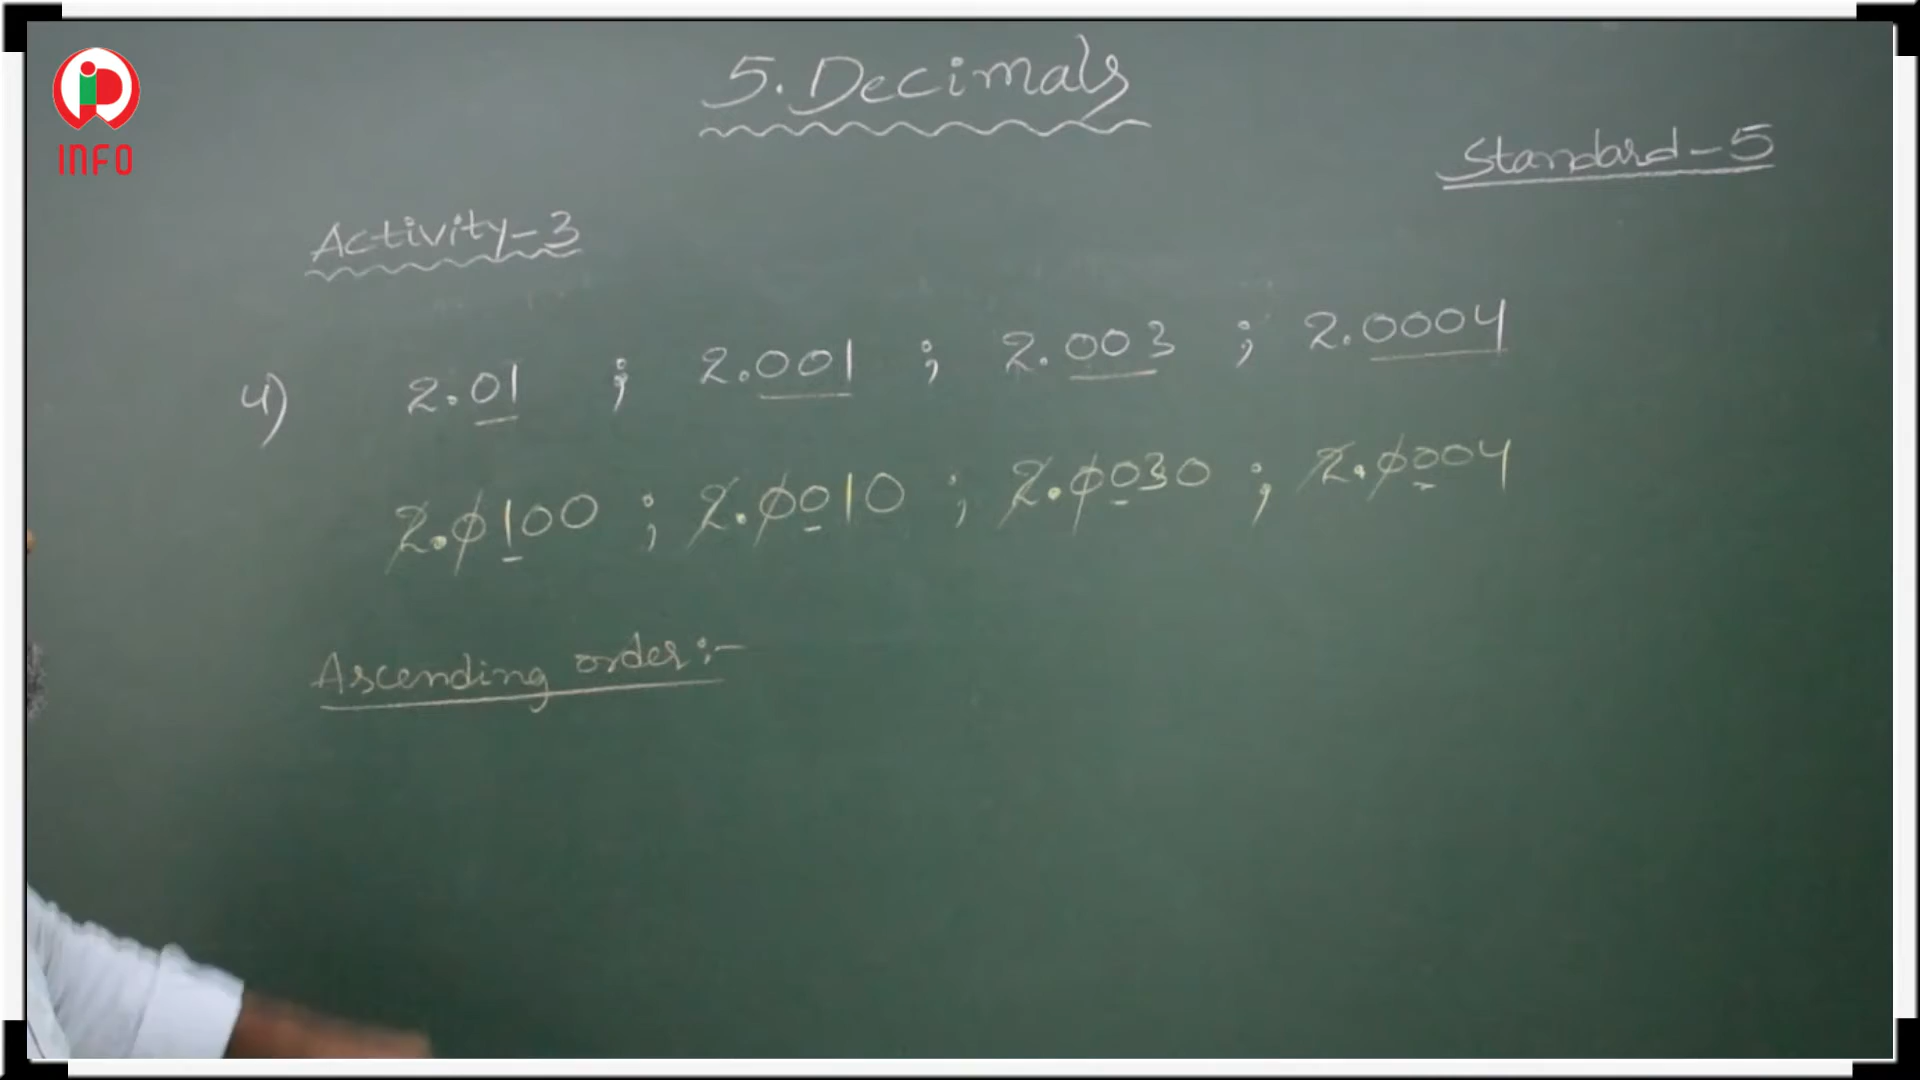 INFO
5. Decimals
Standard-5
Activity-3
4) 2.01 ; 2.001 ; 2.003 ; 2.0004
2.0100 ; 2.0010 ; 2.0030 ; 2.0004
Ascending order:-